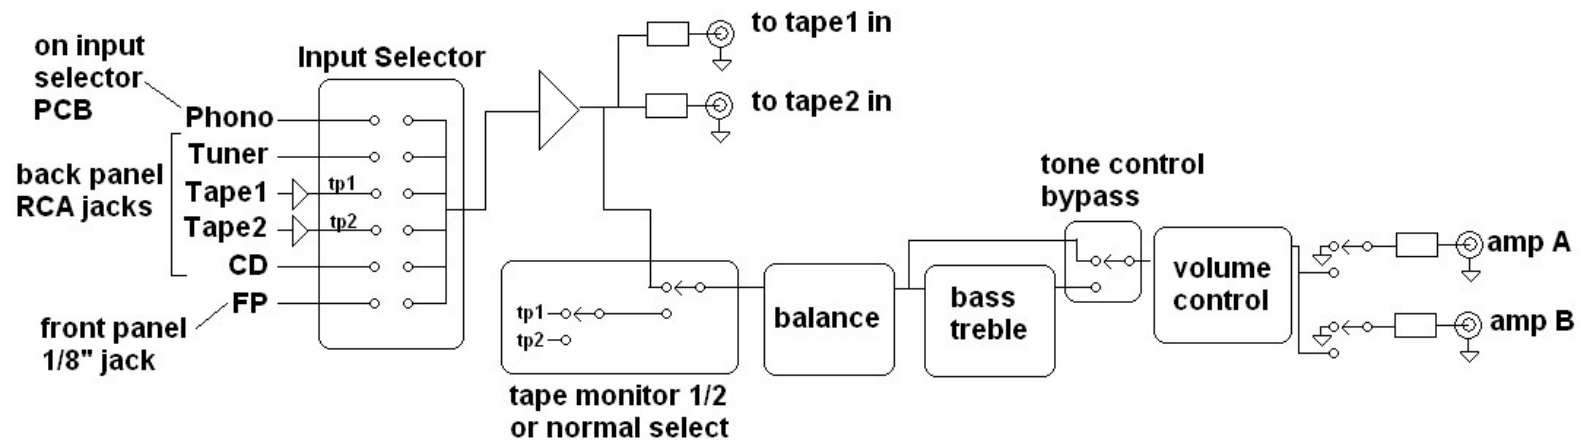 on input
selector
PCB
Input Selector
Phono
Tuner
Tape1
tp1
Tape2
tp2
CD
FP
back panel
RCA jacks
front panel
1/8" jack
to tape1 in
to tape2 in
tp1
tp2
tape monitor 1/2
or normal select
balance
bass
treble
tone control
bypass
volume
control
amp A
amp B